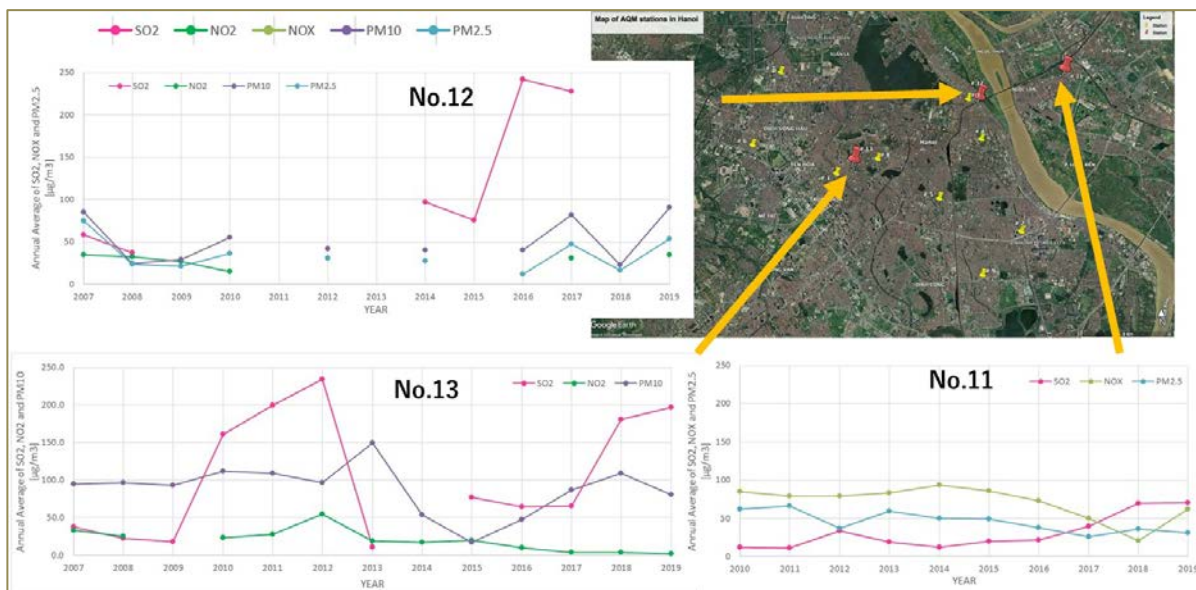 SO2 NO2 NOX PM10 PM2.5
Map of AQM stations in Hanoi
Legend
Station
Station
Annual Average of SO2, NOX and PM2.5
[µg/m3]
SO2 NO2 PM10 PM2.5
No.12
250
200
150
100
50
0
2007 2008 2009 2010 2011 2012 2013 2014 2015 2016 2017 2018 2019
YEAR
Hanoi
Google Earth
Annual Average of SO2, NO2 and PM10
[µg/m3]
No.13
SO2 NO2 PM10
250.0
200.0
150.0
100.0
50.0
0.0
2007 2008 2009 2010 2011 2012 2013 2014 2015 2016 2017 2018 2019
YEAR
Annual Average of SO2, NOX and PM2.5
[µg/m3]
No.11
SO2 NOX PM2.5
250
200
150
100
50
0
2010 2011 2012 2013 2014 2015 2016 2017 2018 2019
YEAR